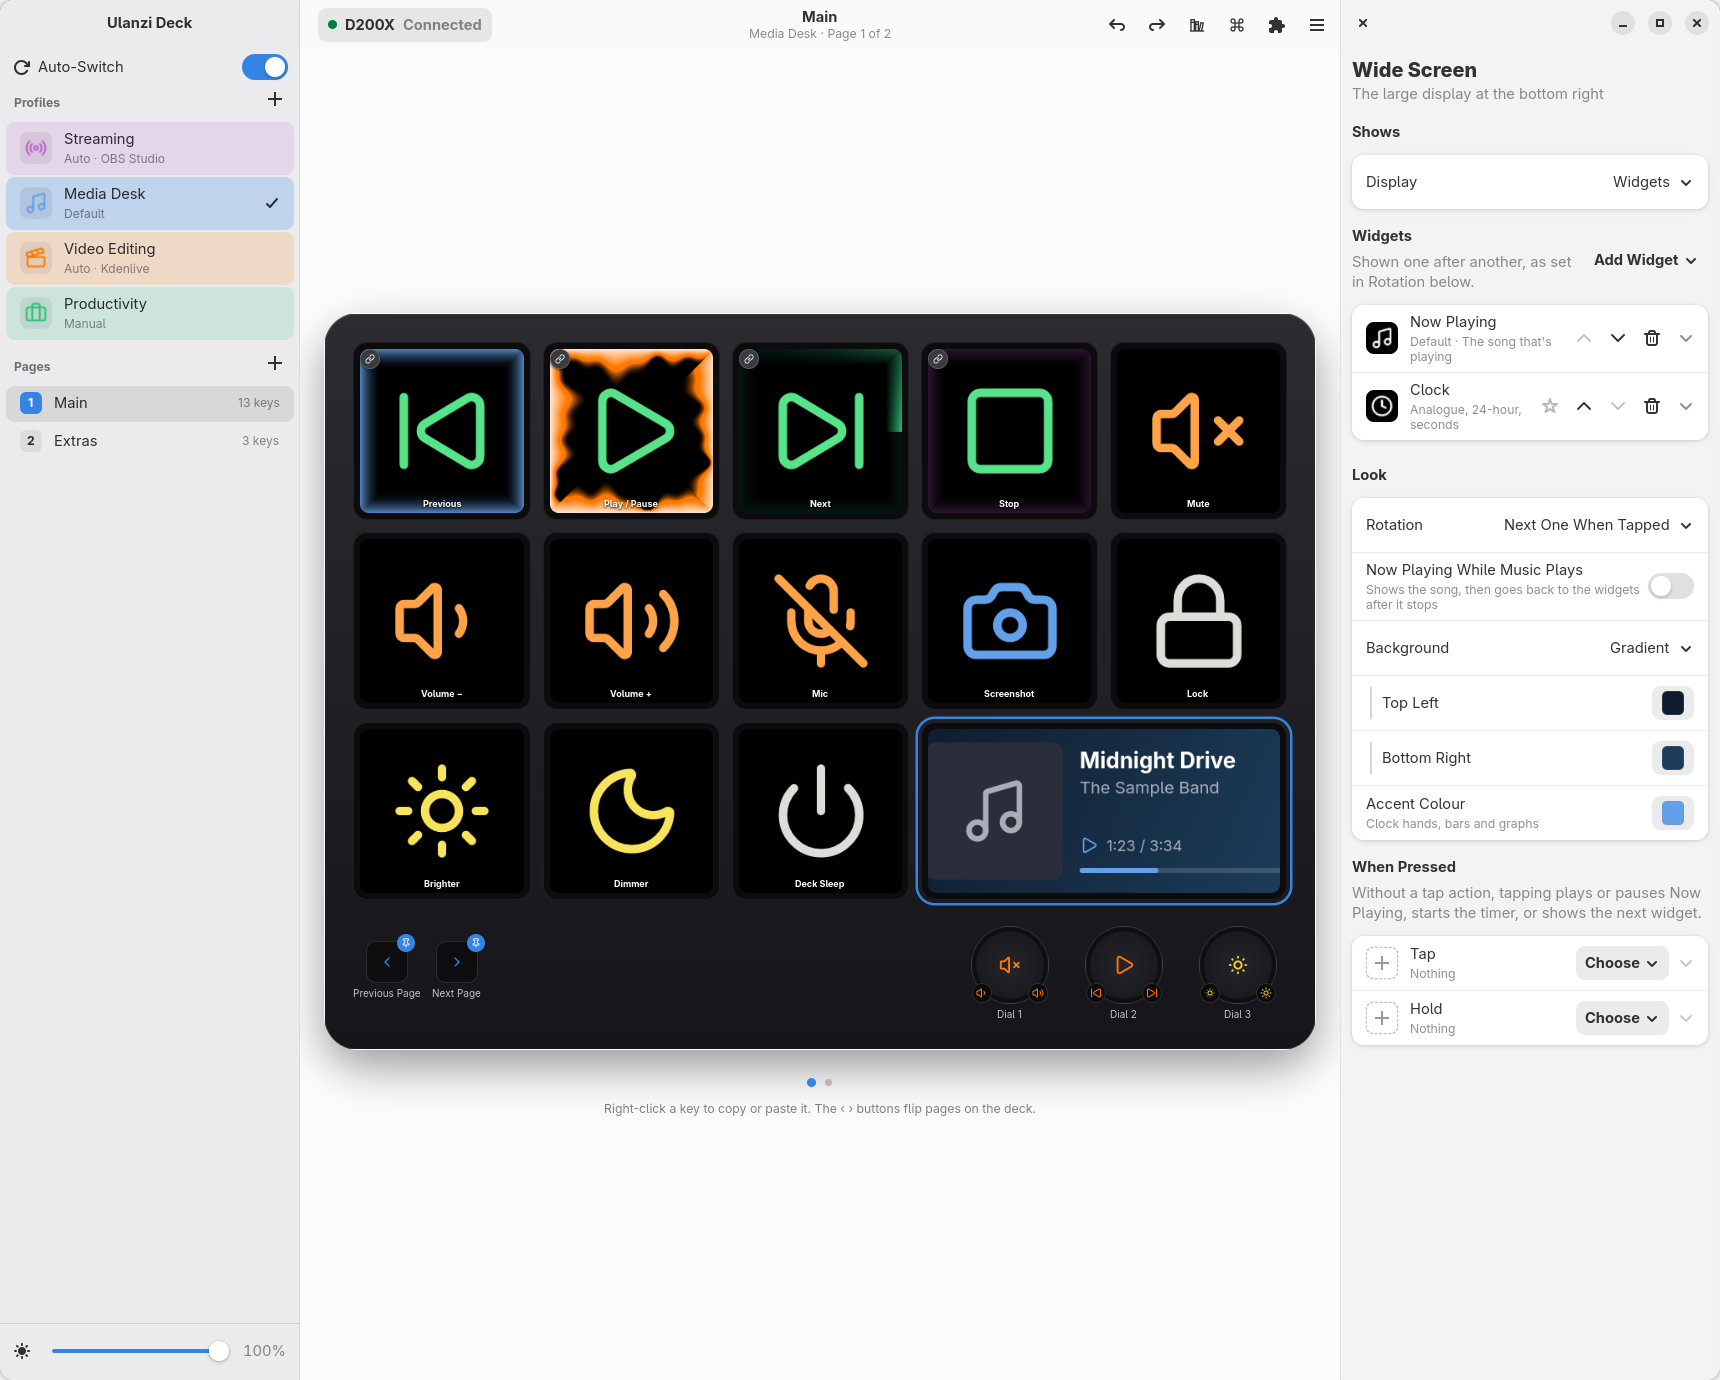 Ulanzi Deck
Auto-Switch
Profiles
Streaming
Auto · OBS Studio
Media Desk
Default
Video Editing
Auto · Kdenlive
Productivity
Manual
Pages
1 Main 13 keys
2 Extras 3 keys
100%
D200X Connected
Main
Media Desk · Page 1 of 2
Previous
Play / Pause
Next
Stop
Mute
Volume −
Volume +
Mic
Screenshot
Lock
Brighter
Dimmer
Deck Sleep
Midnight Drive
The Sample Band
1:23 / 3:34
Previous Page
Next Page
Dial 1
Dial 2
Dial 3
Right-click a key to copy or paste it. The ‹ › buttons flip pages on the deck.
Wide Screen
The large display at the bottom right
Shows
Display Widgets
Widgets
Shown one after another, as set
in Rotation below.
Add Widget
Now Playing
Default · The song that's
playing
Clock
Analogue, 24-hour,
seconds
Look
Rotation Next One When Tapped
Now Playing While Music Plays
Shows the song, then goes back to the widgets
after it stops
Background Gradient
Top Left
Bottom Right
Accent Colour
Clock hands, bars and graphs
When Pressed
Without a tap action, tapping plays or pauses Now
Playing, starts the timer, or shows the next widget.
Tap
Nothing
Choose
Hold
Nothing
Choose